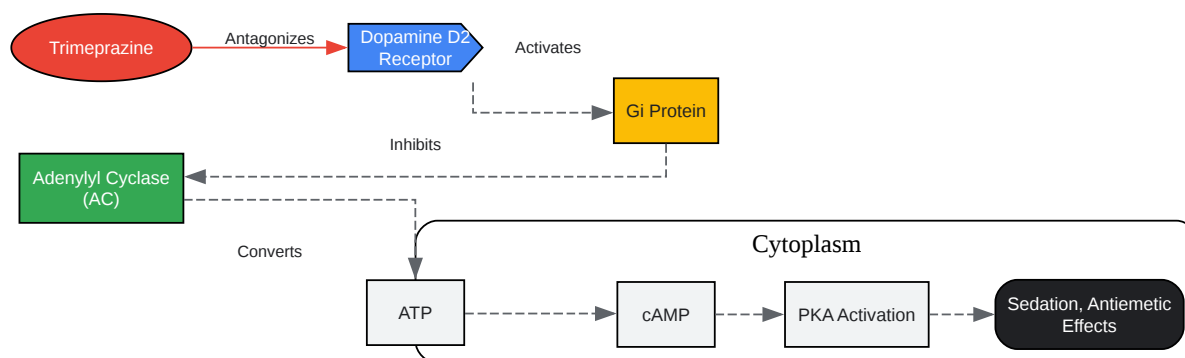 Trimeprazine
Antagonizes
Dopamine D2
Receptor
Activates
Gi Protein
Inhibits
Adenylyl Cyclase
(AC)
Converts
Cytoplasm
ATP
cAMP
PKA Activation
Sedation, Antiemetic
Effects